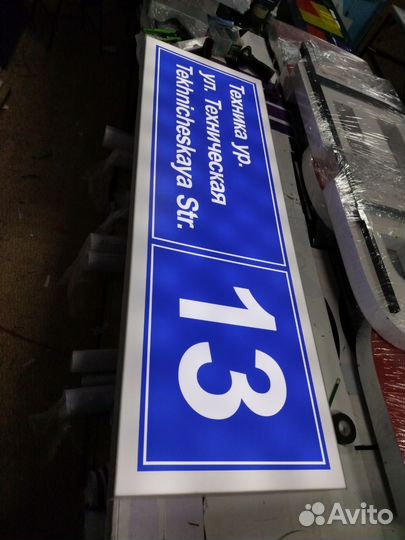 Техника ур.
ул. Техническая
Tekhnicheskaya Str.
13
Avito